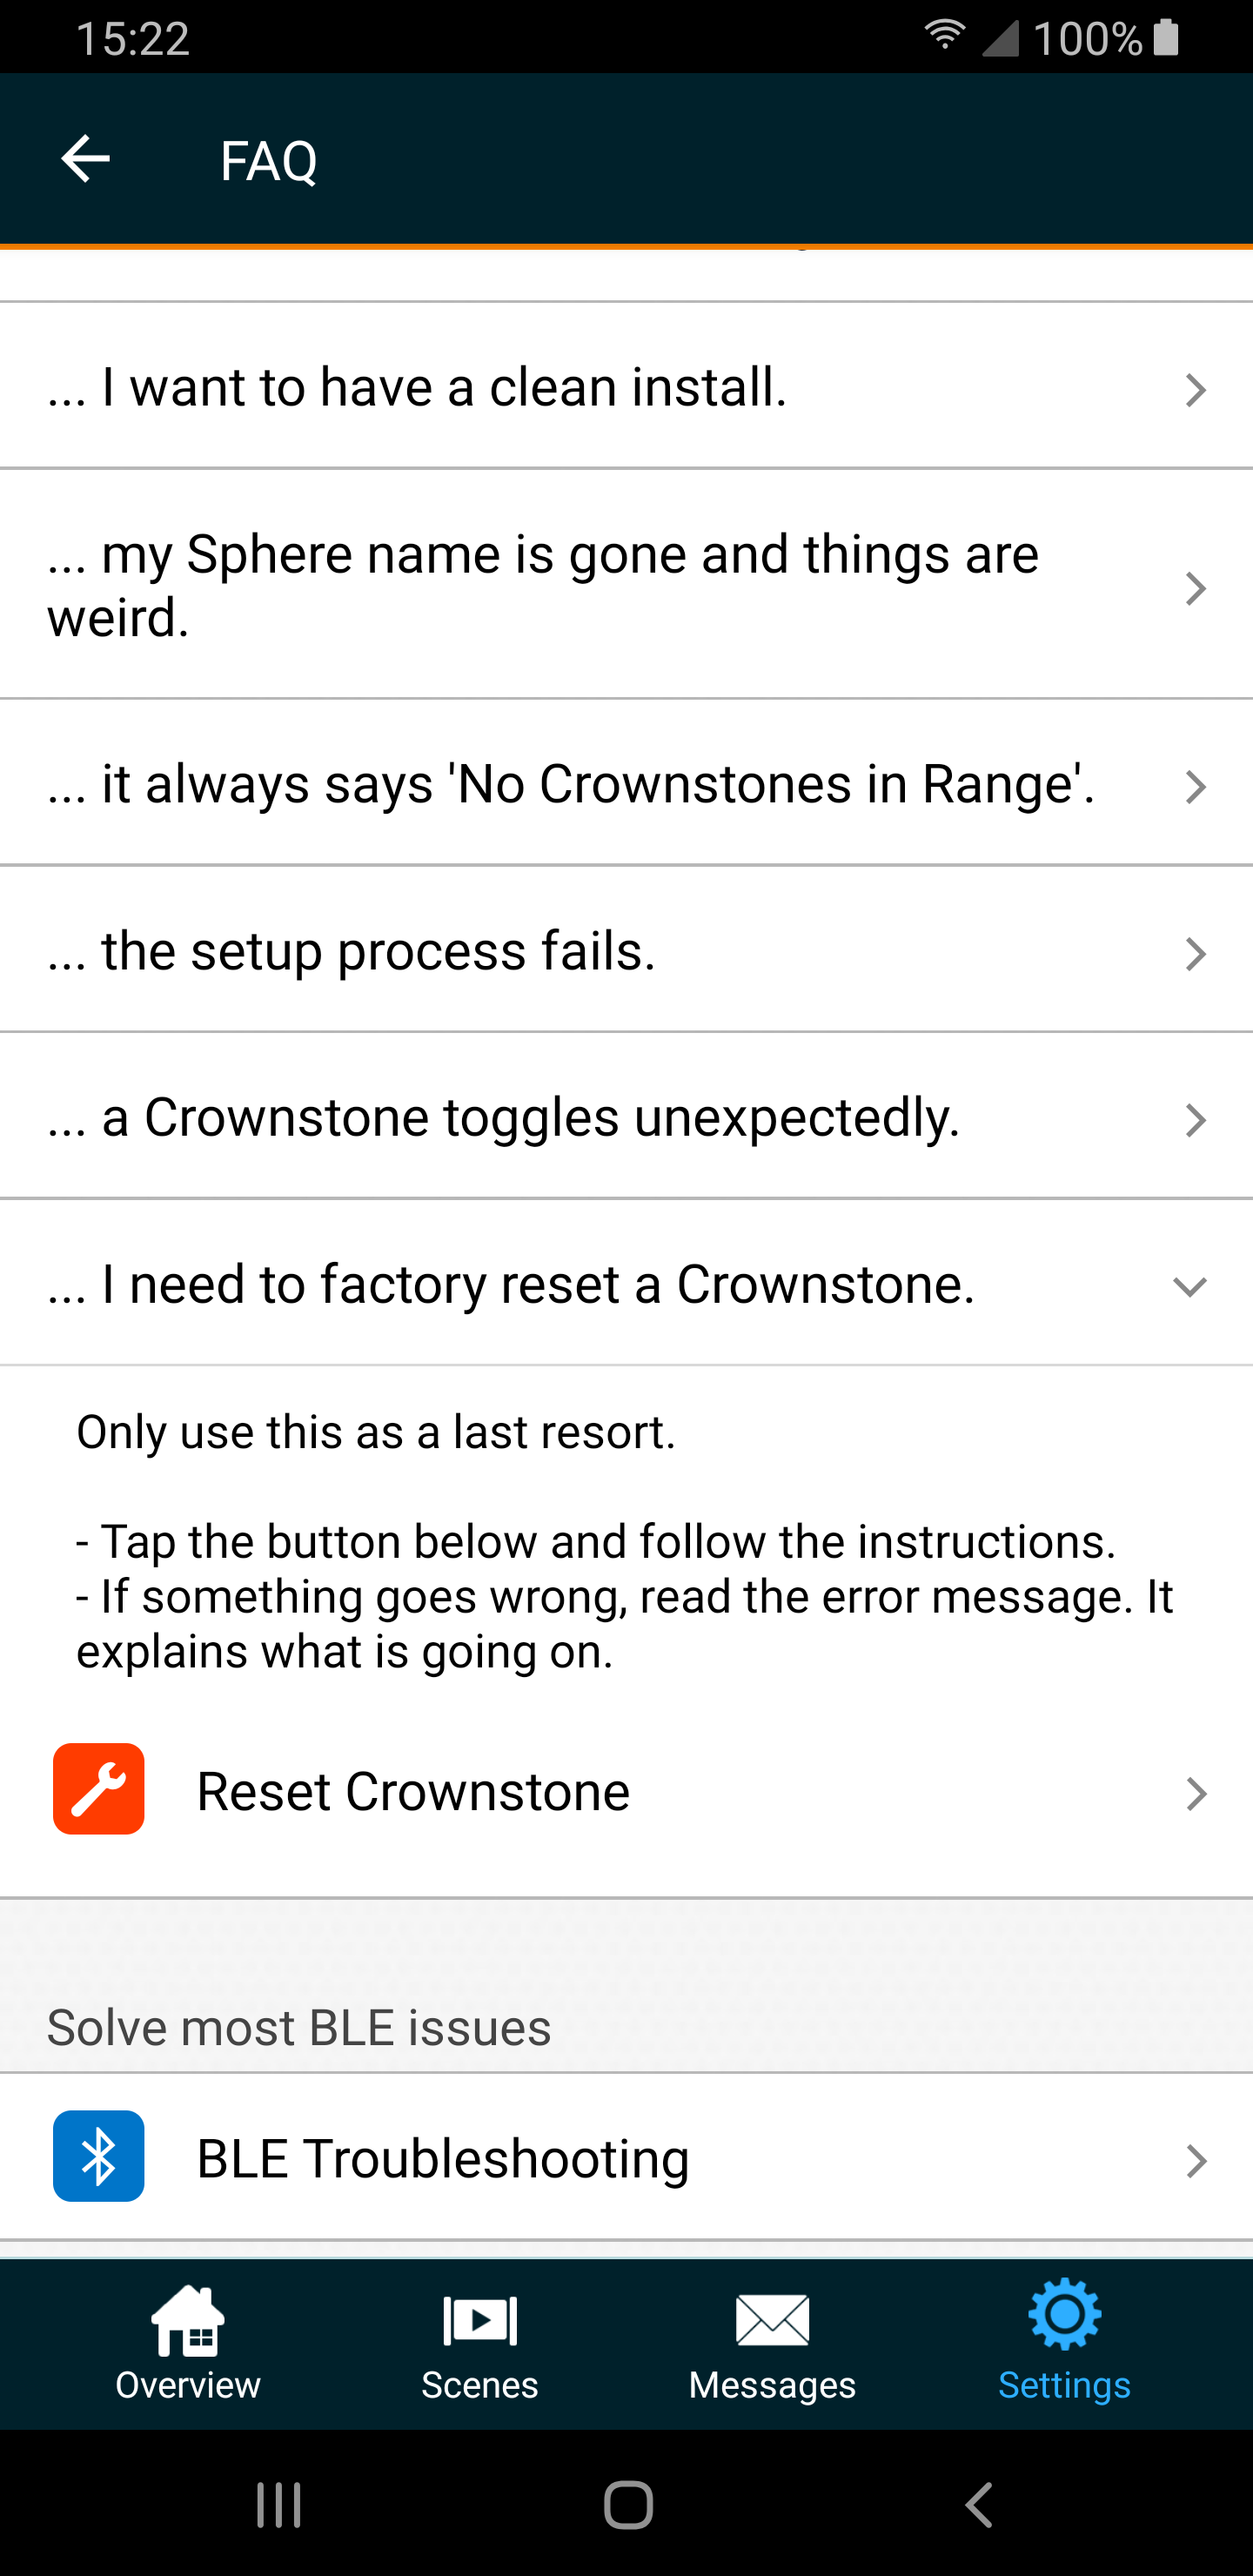 15:22
100%
FAQ
... I want to have a clean install.
... my Sphere name is gone and things are
weird.
... it always says 'No Crownstones in Range'.
... the setup process fails.
... a Crownstone toggles unexpectedly.
... I need to factory reset a Crownstone.
Only use this as a last resort.
- Tap the button below and follow the instructions.
- If something goes wrong, read the error message. It
explains what is going on.
Reset Crownstone
Solve most BLE issues
BLE Troubleshooting
Overview
Scenes
Messages
Settings